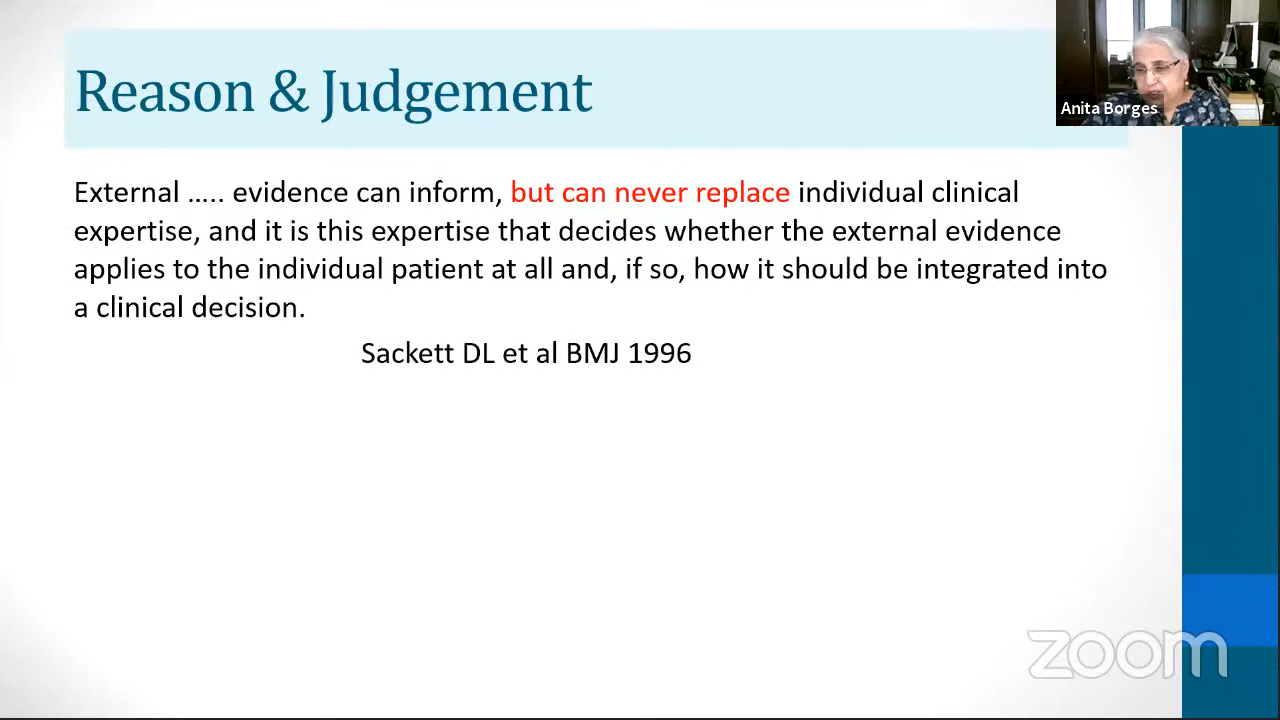 Reason & Judgement
Anita Borges
External ….. evidence can inform, but can never replace individual clinical
expertise, and it is this expertise that decides whether the external evidence
applies to the individual patient at all and, if so, how it should be integrated into
a clinical decision.
Sackett DL et al BMJ 1996
zoom